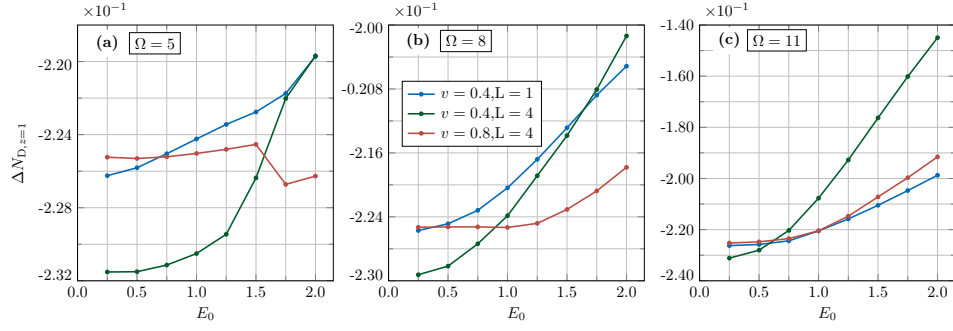 ×10⁻¹
(a) Ω = 5
-2.20
-2.24
-2.28
-2.32
0.0 0.5 1.0 1.5 2.0
E₀
ΔN_D,z=1
×10⁻¹
(b) Ω = 8
-2.00
-0.208
-2.16
-2.24
-2.30
v = 0.4,L = 1
v = 0.4,L = 4
v = 0.8,L = 4
0.0 0.5 1.0 1.5 2.0
E₀
×10⁻¹
(c) Ω = 11
-1.40
-1.60
-2.00
-2.20
-2.40
0.0 0.5 1.0 1.5 2.0
E₀